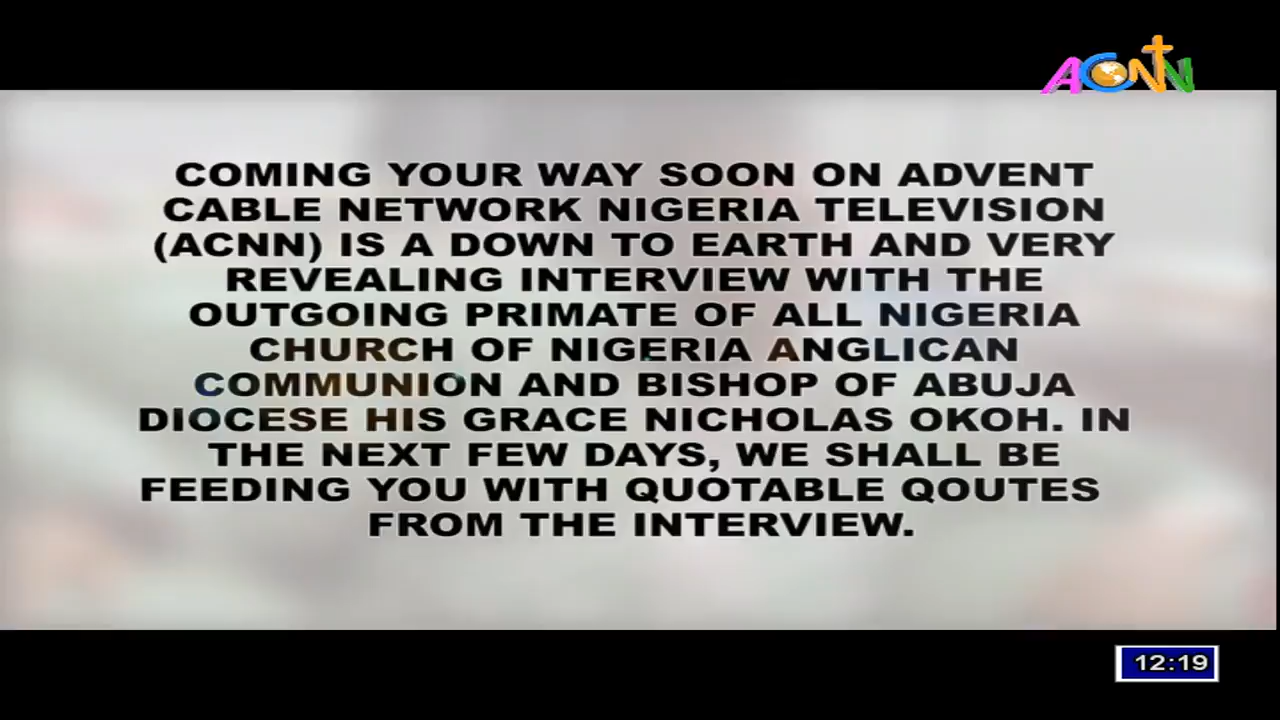 ACNN
COMING YOUR WAY SOON ON ADVENT
CABLE NETWORK NIGERIA TELEVISION
(ACNN) IS A DOWN TO EARTH AND VERY
REVEALING INTERVIEW WITH THE
OUTGOING PRIMATE OF ALL NIGERIA
CHURCH OF NIGERIA ANGLICAN
COMMUNION AND BISHOP OF ABUJA
DIOCESE HIS GRACE NICHOLAS OKOH. IN
THE NEXT FEW DAYS, WE SHALL BE
FEEDING YOU WITH QUOTABLE QOUTES
FROM THE INTERVIEW.
12:19